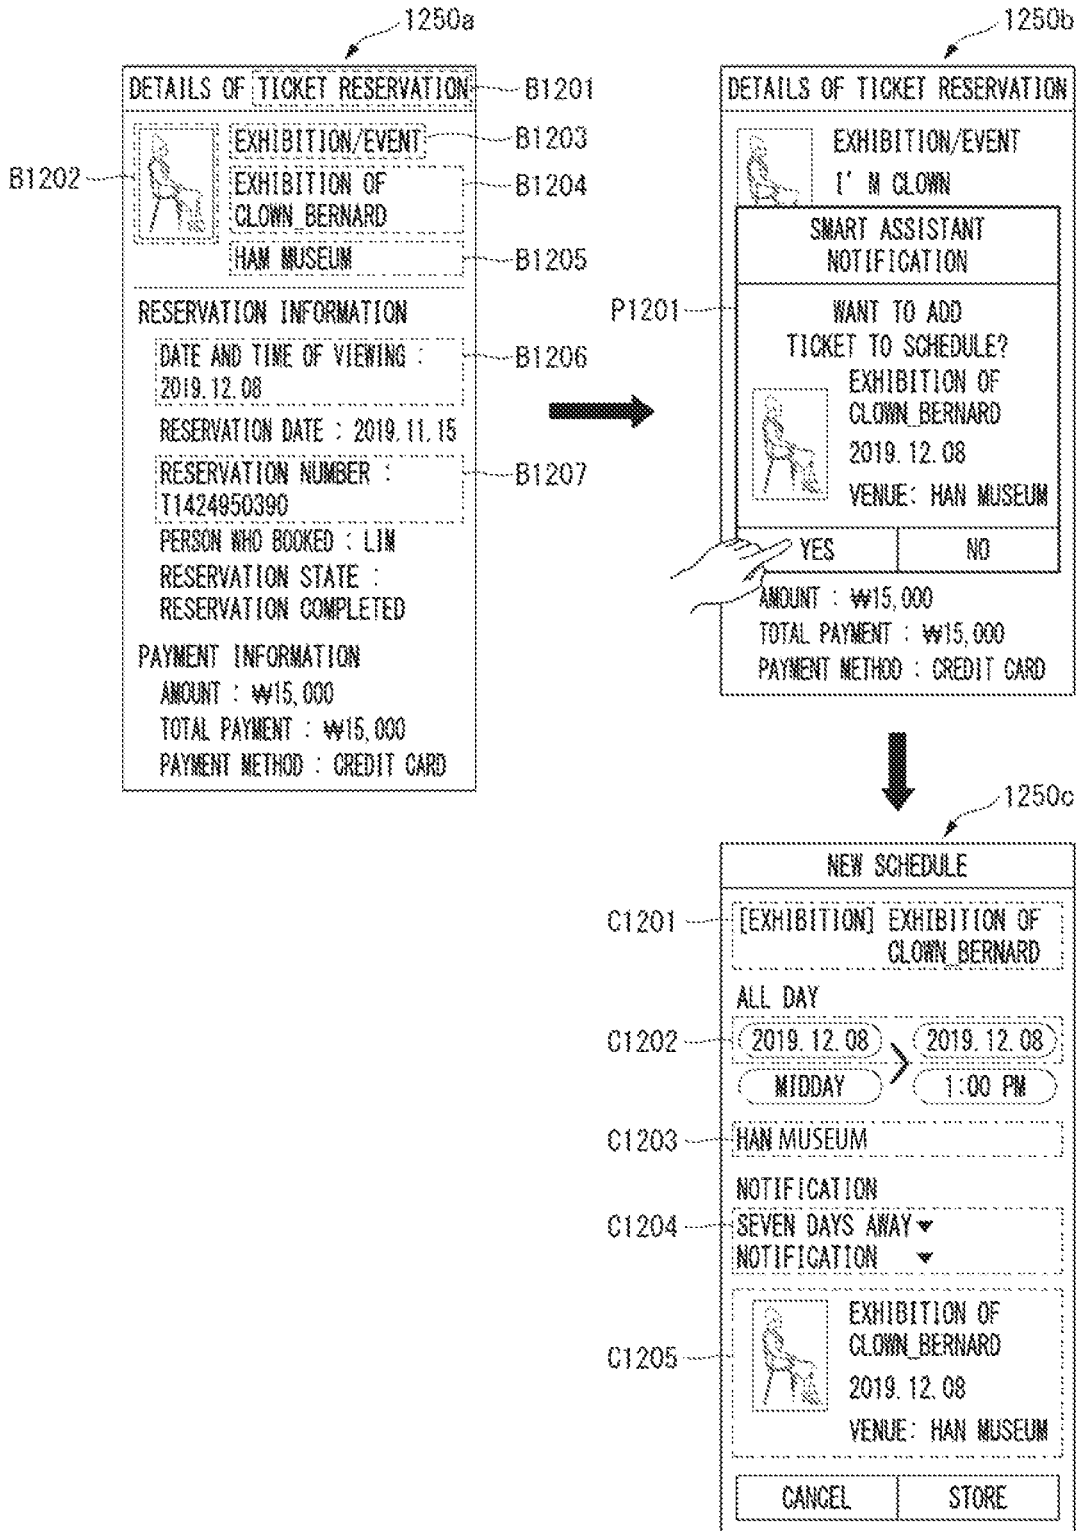 1250a
DETAILS OF TICKET RESERVATION
B1201
B1202
EXHIBITION/EVENT
B1203
EXHIBITION OF
CLOWN_BERNARD
B1204
HAM MUSEUM
B1205
RESERVATION INFORMATION
DATE AND TIME OF VIEWING :
2019.12.08
B1206
RESERVATION DATE : 2019.11.15
RESERVATION NUMBER :
T1424950390
B1207
PERSON WHO BOOKED : LIM
RESERVATION STATE :
RESERVATION COMPLETED
PAYMENT INFORMATION
AMOUNT : ₩15,000
TOTAL PAYMENT : ₩15,000
PAYMENT METHOD : CREDIT CARD
1250b
DETAILS OF TICKET RESERVATION
EXHIBITION/EVENT
I' M CLOWN
SMART ASSISTANT
NOTIFICATION
P1201
WANT TO ADD
TICKET TO SCHEDULE?
EXHIBITION OF
CLOWN_BERNARD
2019.12.08
VENUE: HAN MUSEUM
YES
NO
AMOUNT : ₩15,000
TOTAL PAYMENT : ₩15,000
PAYMENT METHOD : CREDIT CARD
1250c
NEW SCHEDULE
C1201
[EXHIBITION] EXHIBITION OF
CLOWN_BERNARD
ALL DAY
C1202
2019.12.08 > 2019.12.08
MIDDAY 1:00 PM
C1203
HAN MUSEUM
NOTIFICATION
C1204
SEVEN DAYS AWAY
NOTIFICATION
C1205
EXHIBITION OF
CLOWN_BERNARD
2019.12.08
VENUE: HAN MUSEUM
CANCEL
STORE